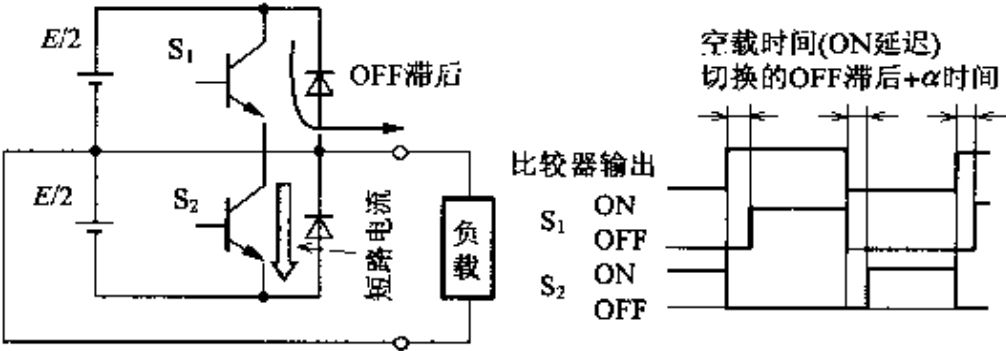 E/2
S₁
OFF滞后
E/2
S₂
短路电流
负载
空载时间(ON延迟)
切换的OFF滞后+α时间
比较器输出
S₁ ON
OFF
S₂ ON
OFF